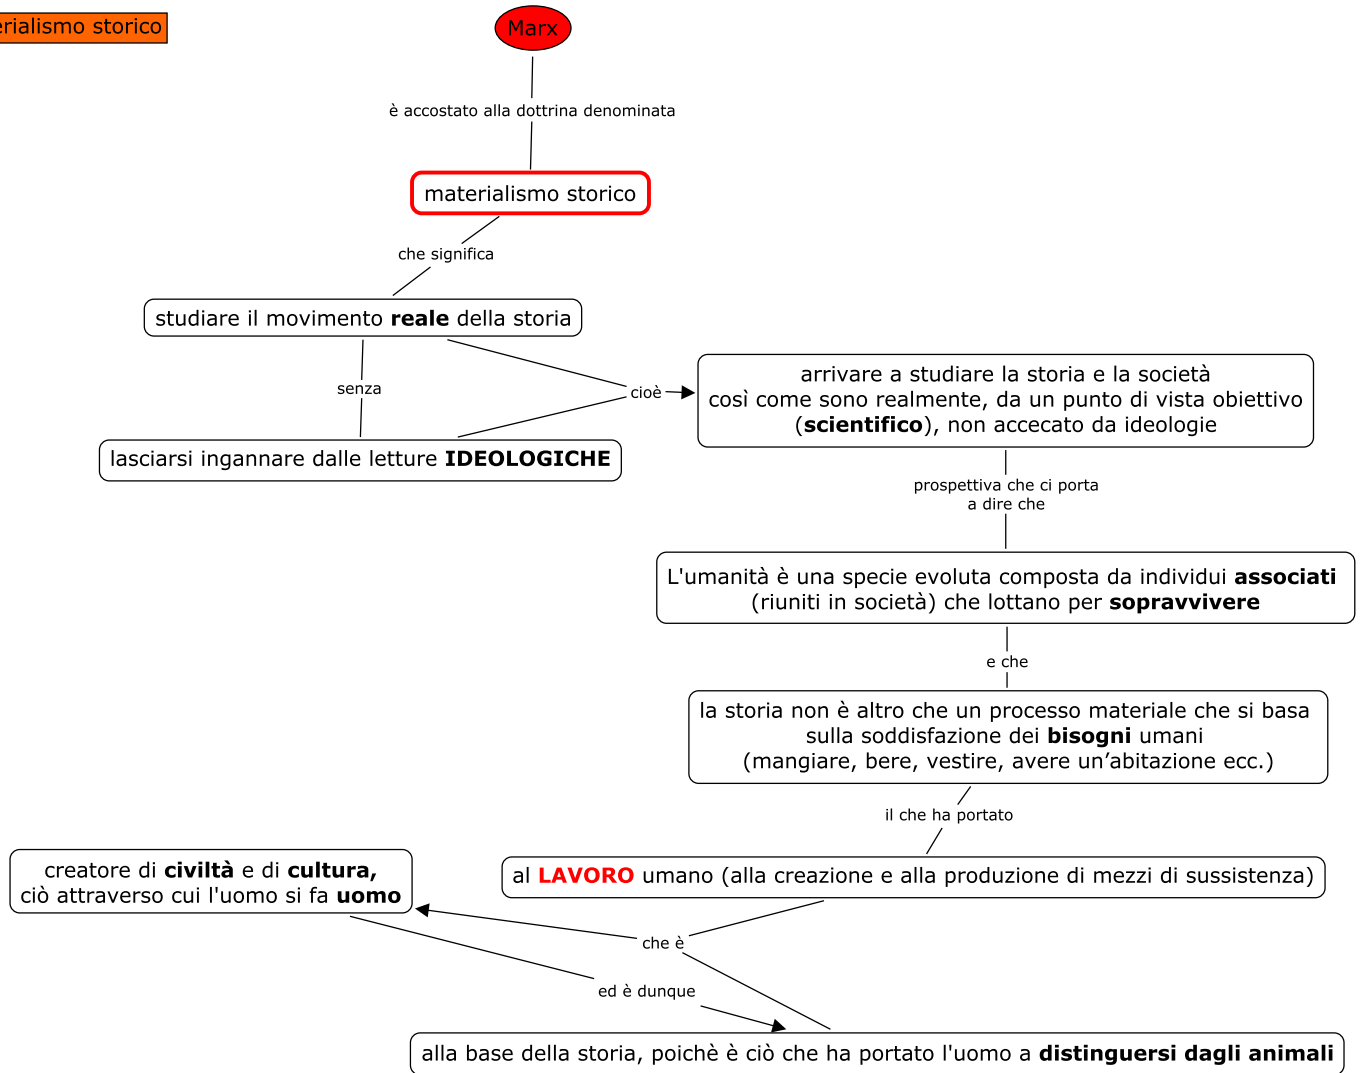 erialismo storico
Marx
è accostato alla dottrina denominata
materialismo storico
che significa
studiare il movimento reale della storia
senza
cioè
arrivare a studiare la storia e la società
così come sono realmente, da un punto di vista obiettivo
(scientifico), non accecato da ideologie
lasciarsi ingannare dalle letture IDEOLOGICHE
prospettiva che ci porta
a dire che
L'umanità è una specie evoluta composta da individui associati
(riuniti in società) che lottano per sopravvivere
e che
la storia non è altro che un processo materiale che si basa
sulla soddisfazione dei bisogni umani
(mangiare, bere, vestire, avere un’abitazione ecc.)
il che ha portato
al LAVORO umano (alla creazione e alla produzione di mezzi di sussistenza)
creatore di civiltà e di cultura,
ciò attraverso cui l'uomo si fa uomo
che è
ed è dunque
alla base della storia, poichè è ciò che ha portato l'uomo a distinguersi dagli animali